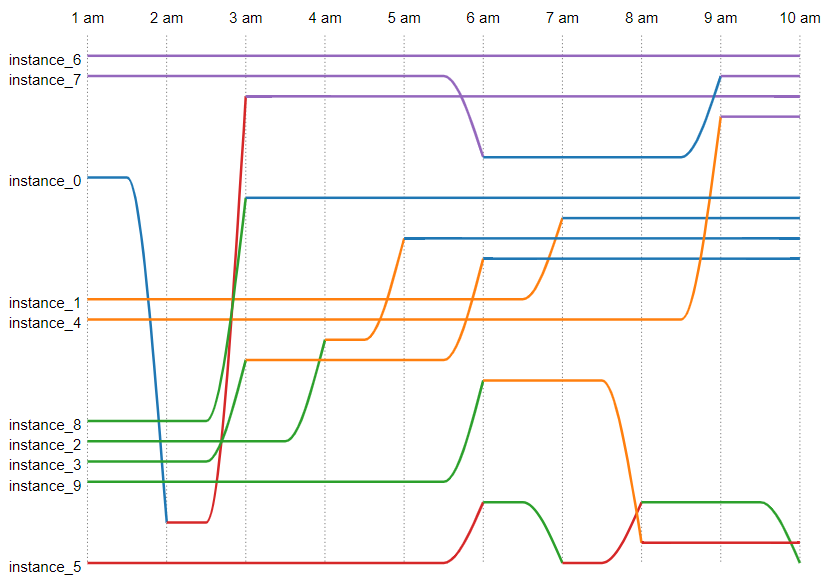 1 am 2 am 3 am 4 am 5 am 6 am 7 am 8 am 9 am 10 am
instance_6
instance_7
instance_0
instance_1
instance_4
instance_8
instance_2
instance_3
instance_9
instance_5